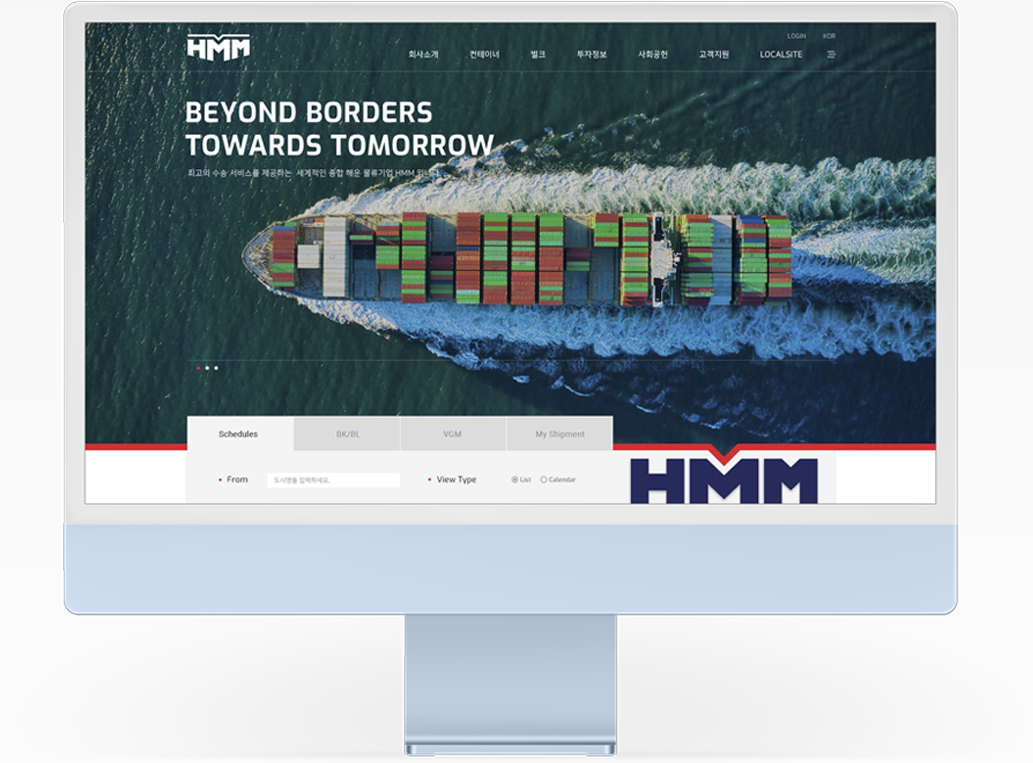 HMM
LOGIN KOR
회사소개 컨테이너 벌크 투자정보 사회공헌 고객지원 LOCALSITE
BEYOND BORDERS
TOWARDS TOMORROW
최고의 수송 서비스를 제공하는 세계적인 종합 해운 물류기업 HMM 입니다.
Schedules BK/BL VGM My Shipment
From 도시명을 입력하세요. View Type List Calendar
HMM